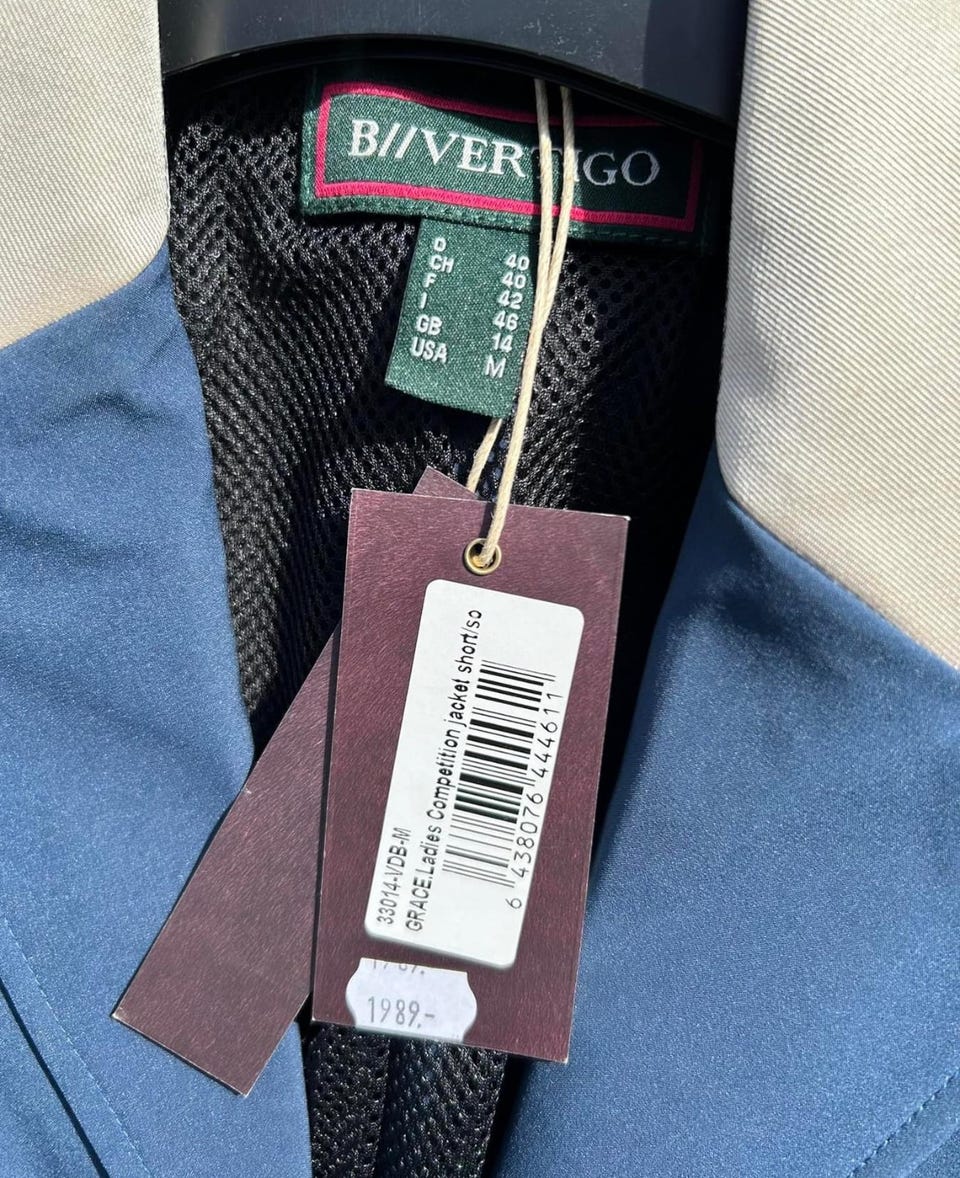 B//VERTIGO
D 40
CH 40
F 42
I 46
GB 14
USA M
33014-VDB-M
GRACE.Ladies Competition jacket short/so
6 438076 444611
1989.-